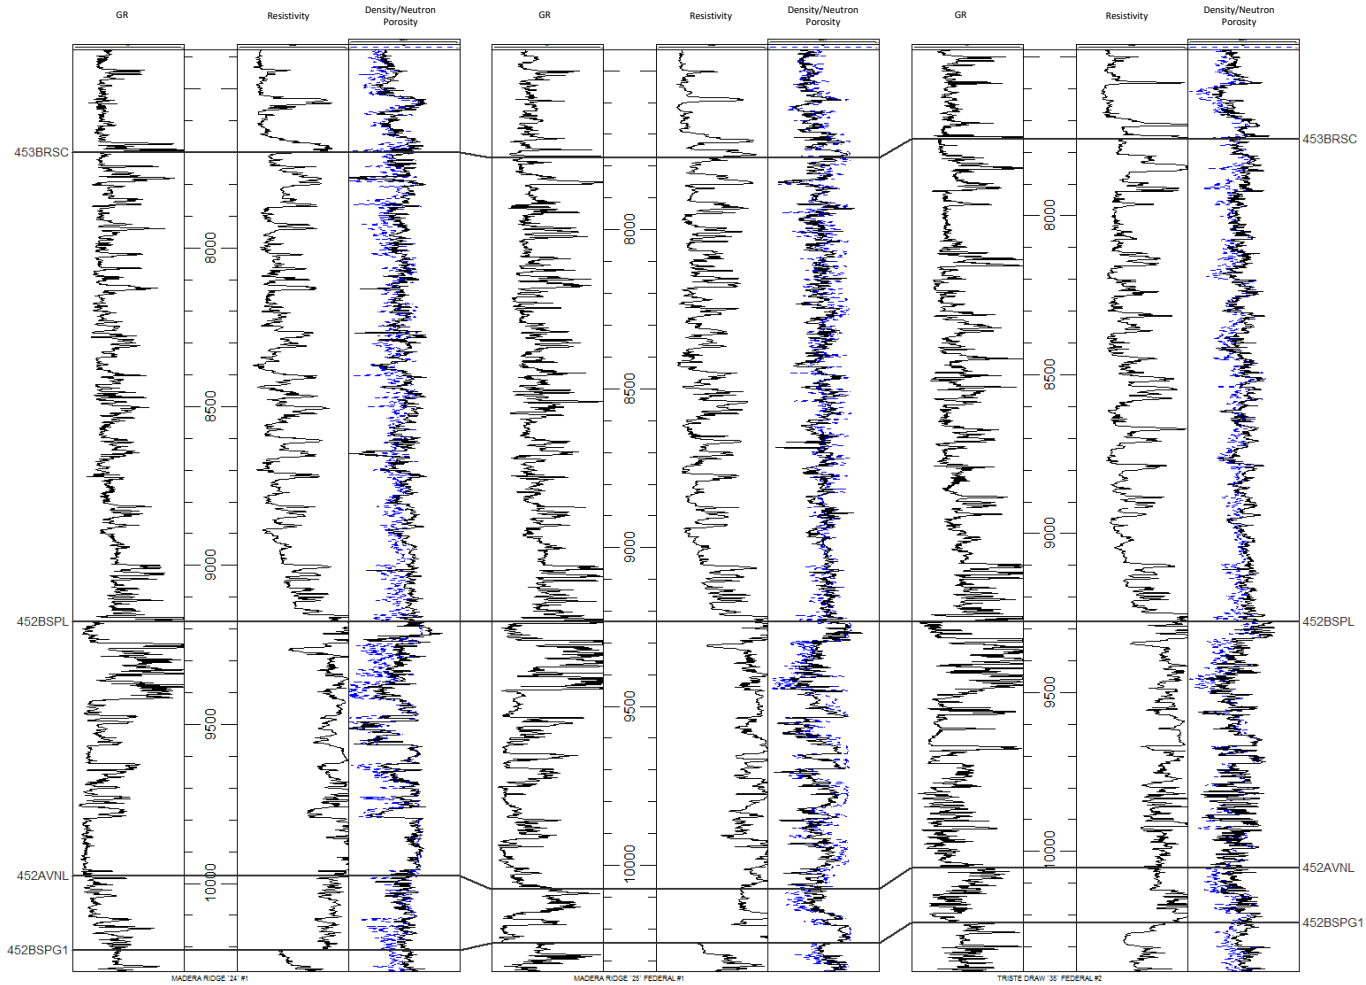 GR
Resistivity
Density/Neutron
Porosity
GR
Resistivity
Density/Neutron
Porosity
GR
Resistivity
Density/Neutron
Porosity
453BRSC
453BRSC
8000
8000
8000
8500
8500
8500
9000
9000
9000
452BSPL
452BSPL
9500
9500
9500
10000
10000
10000
452AVNL
452AVNL
452BSPG1
452BSPG1
MADERA RIDGE '24' #1
MADERA RIDGE '25' FEDERAL #1
TRISTE DRAW '35' FEDERAL #2